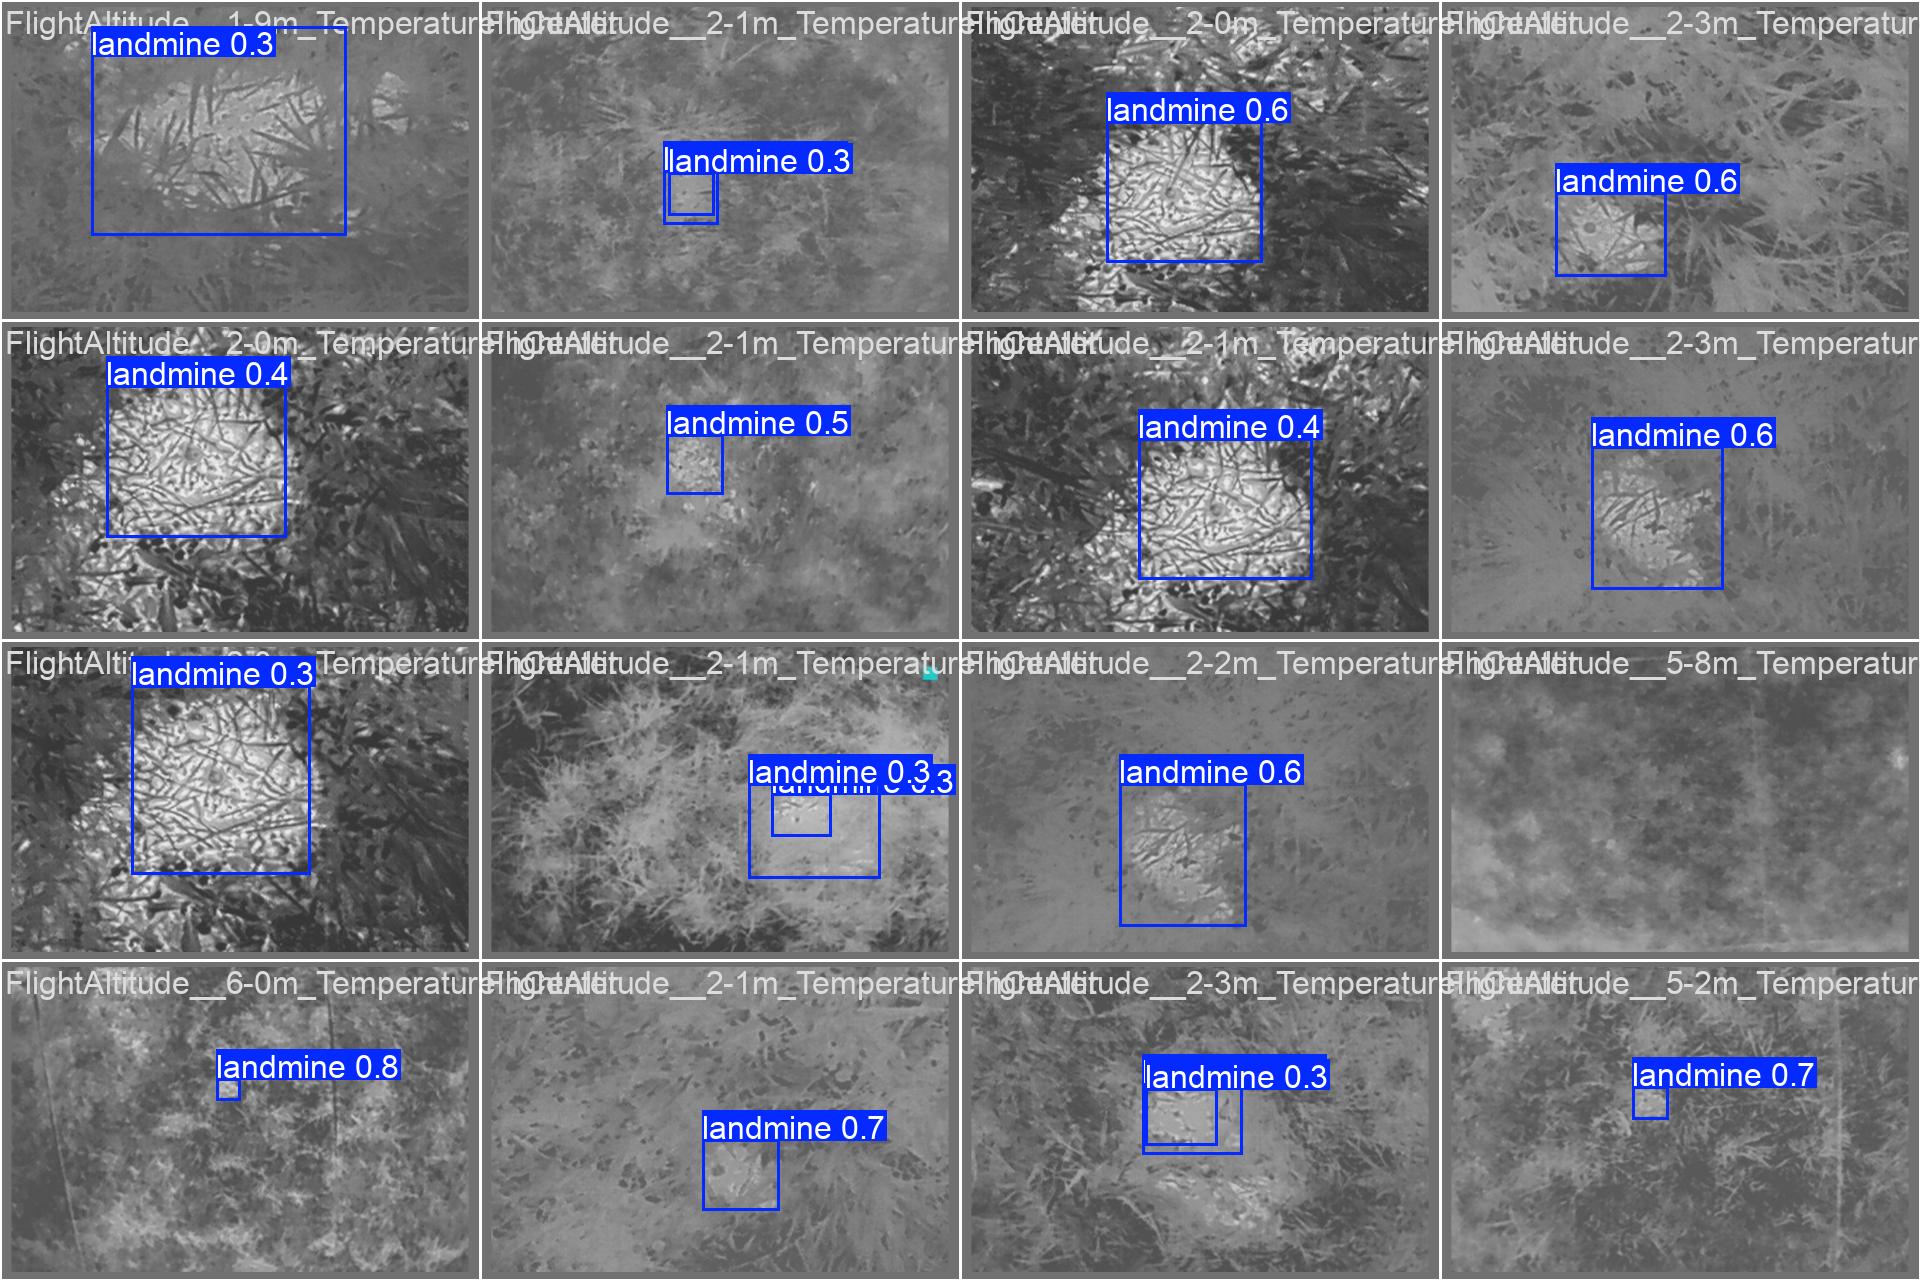 FlightAltitude__1-9m_Temperature
landmine 0.3
FlightAltitude__2-1m_Temperature
landmine 0.3
FlightAltitude__2-0m_Temperature
landmine 0.6
FlightAltitude__2-3m_Temperatur
landmine 0.6
FlightAltitude__2-0m_Temperature
landmine 0.4
FlightAltitude__2-1m_Temperature
landmine 0.5
FlightAltitude__2-1m_Temperature
landmine 0.4
FlightAltitude__2-3m_Temperatur
landmine 0.6
Temperature
landmine 0.3
FlightAltitude__2-1m_Temperature
landmine 0.3
FlightAltitude__2-2m_Temperature
landmine 0.6
FlightAltitude__5-8m_Temperatur
FlightAltitude__6-0m_Temperature
landmine 0.8
FlightAltitude__2-1m_Temperature
landmine 0.7
FlightAltitude__2-3m_Temperature
landmine 0.3
FlightAltitude__5-2m_Temperatur
landmine 0.7